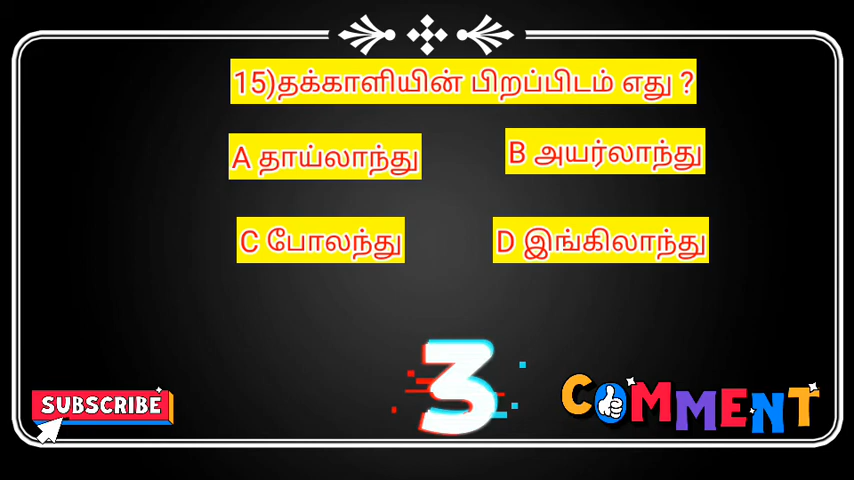 15)தக்காளியின் பிறப்பிடம் எது ?
A தாய்லாந்து
B அயர்லாந்து
C போலந்து
D இங்கிலாந்து
3
SUBSCRIBE
COMMENT